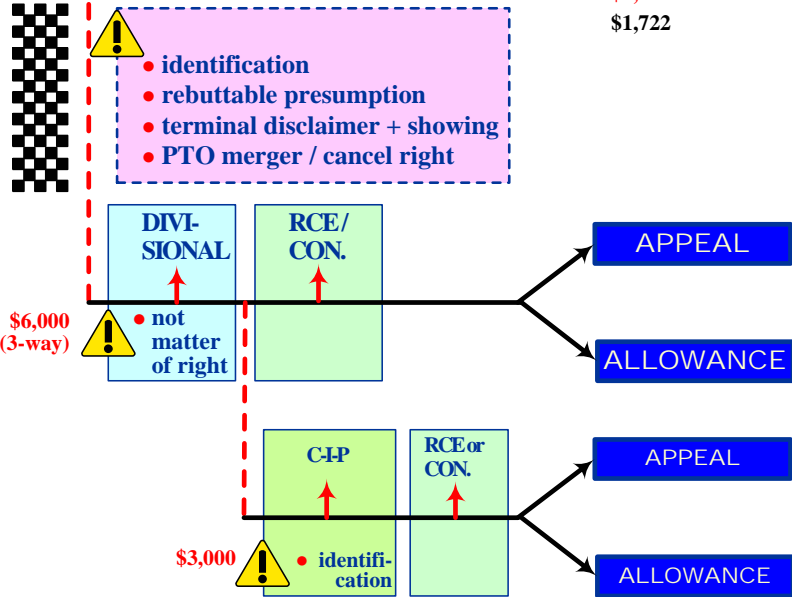 $1,722
• identification
• rebuttable presumption
• terminal disclaimer + showing
• PTO merger / cancel right
DIVI-
SIONAL
RCE /
CON.
APPEAL
$6,000
(3-way)
• not
matter
of right
ALLOWANCE
C-I-P
RCE or
CON.
APPEAL
$3,000
• identifi-
cation
ALLOWANCE